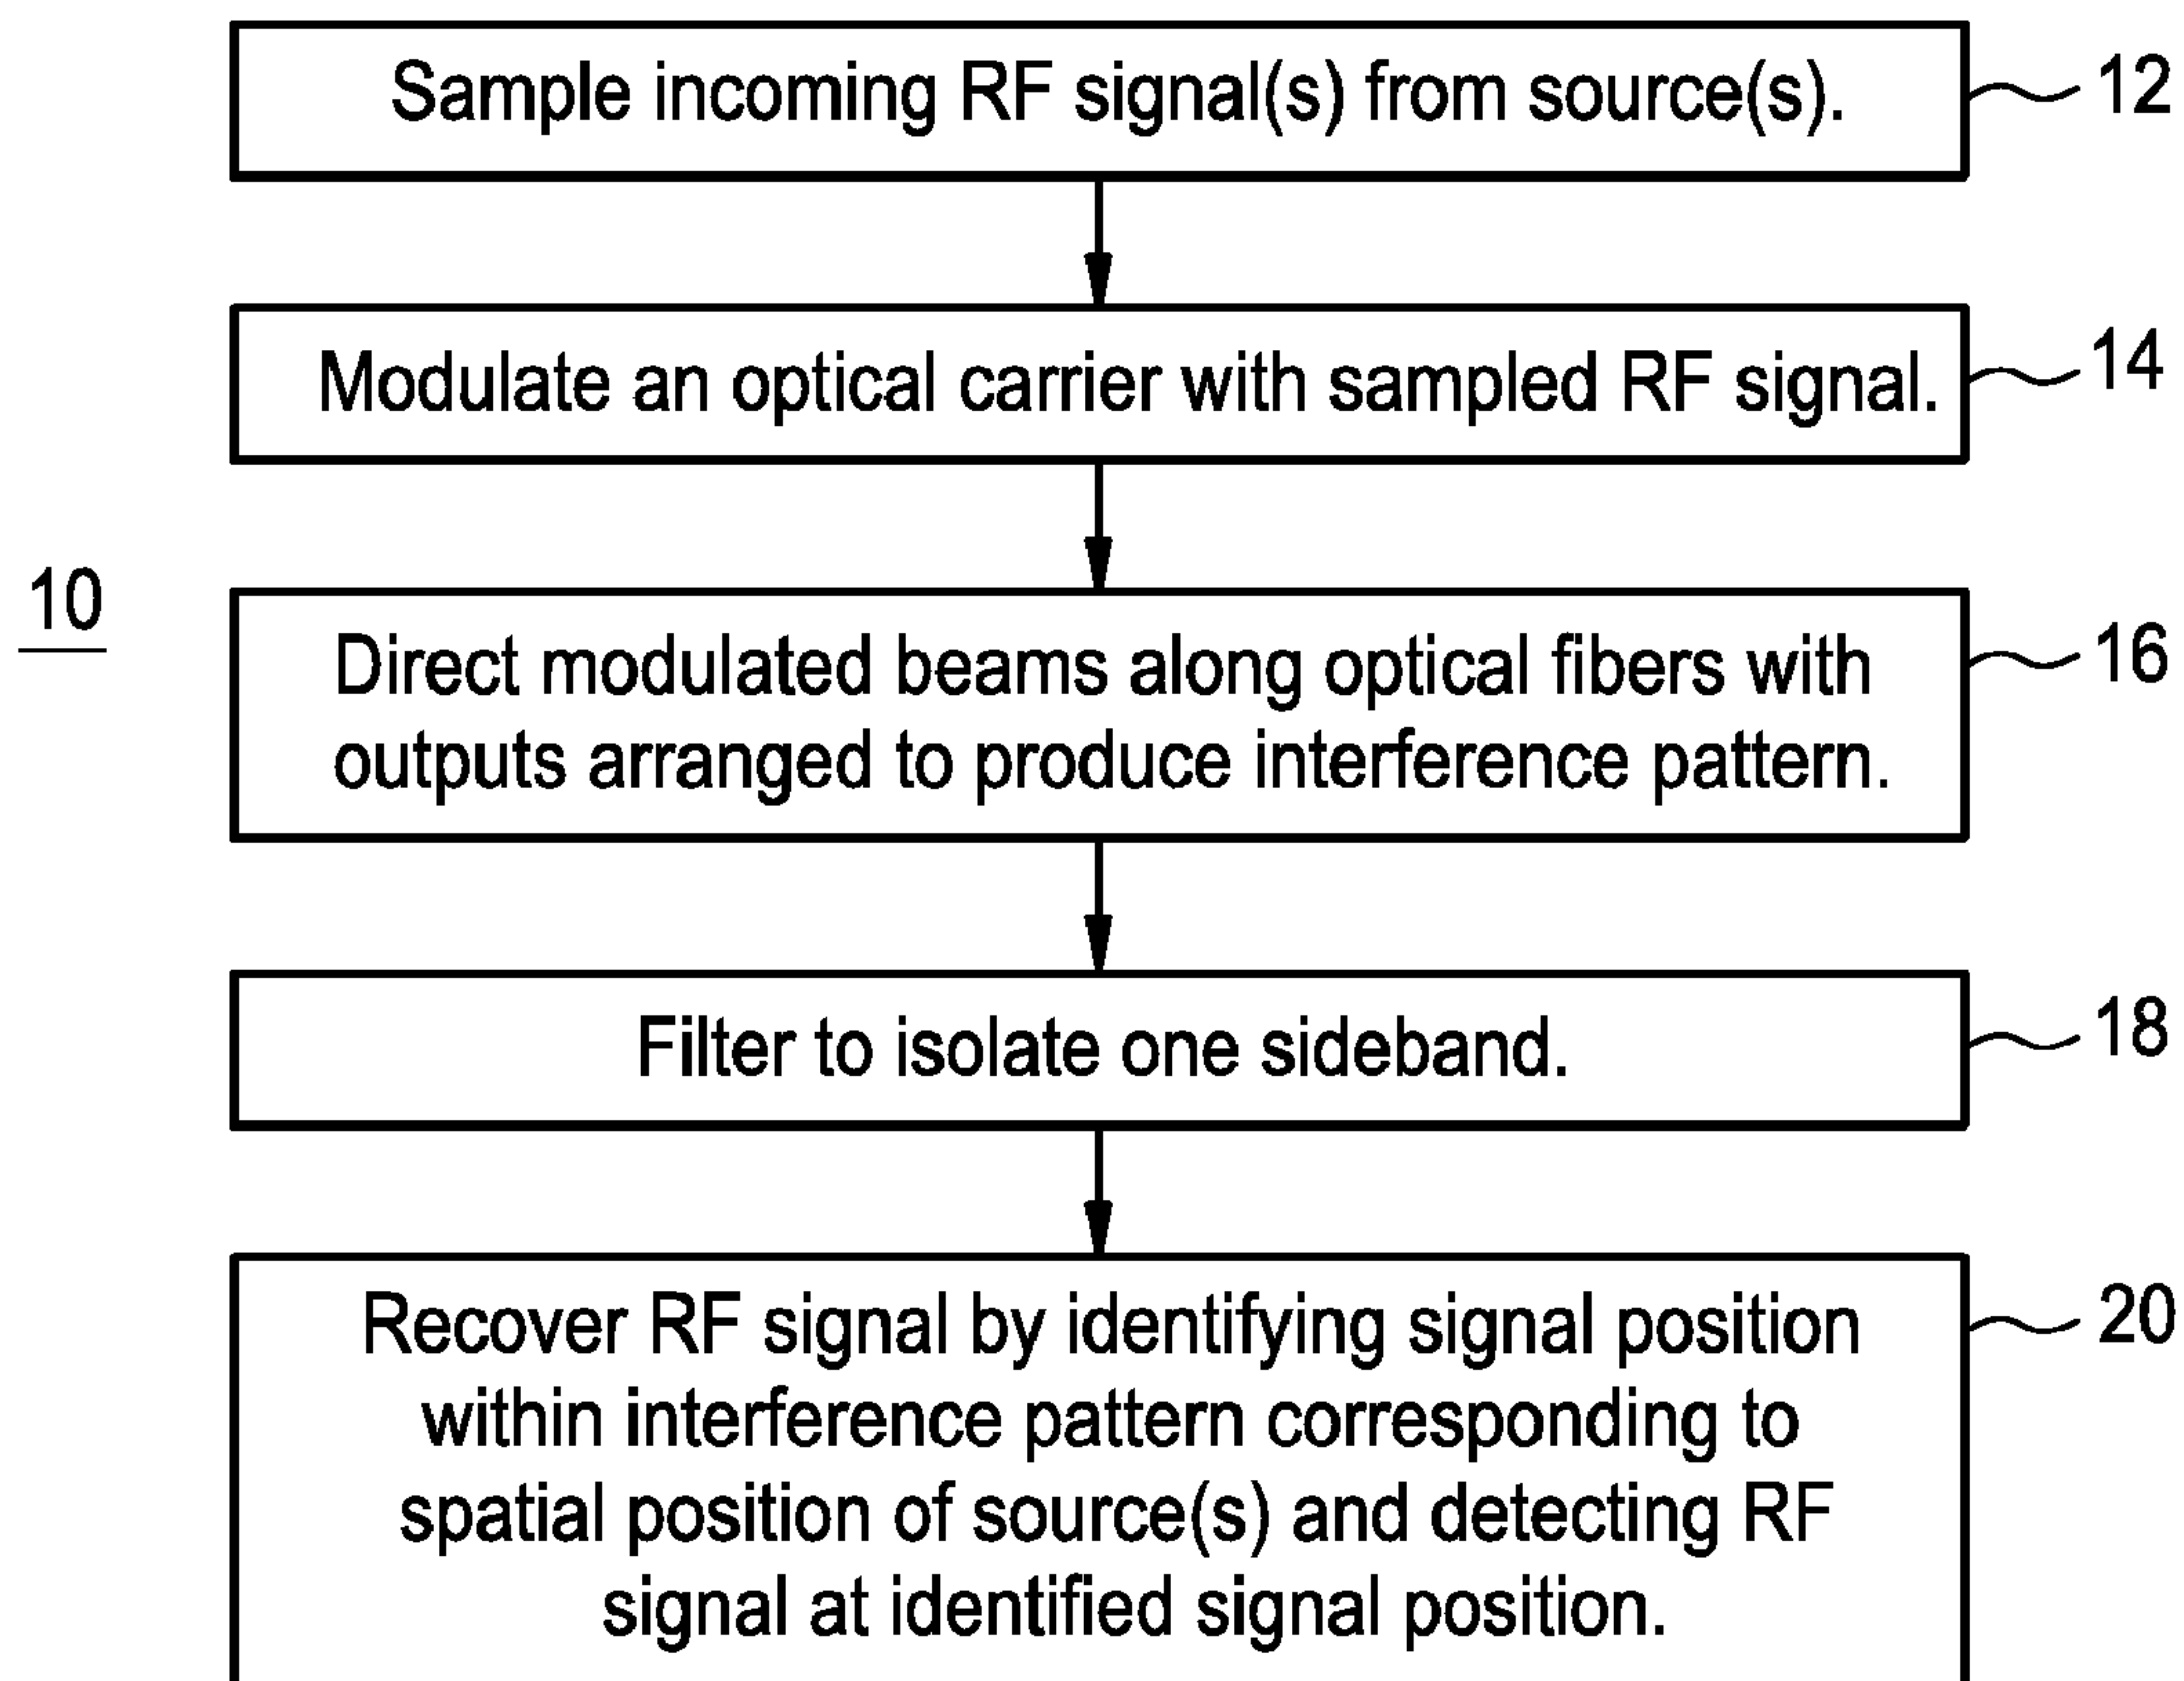 Sample incoming RF signal(s) from source(s).
12
Modulate an optical carrier with sampled RF signal.
14
10
Direct modulated beams along optical fibers with
outputs arranged to produce interference pattern.
16
Filter to isolate one sideband.
18
Recover RF signal by identifying signal position
within interference pattern corresponding to
spatial position of source(s) and detecting RF
signal at identified signal position.
20